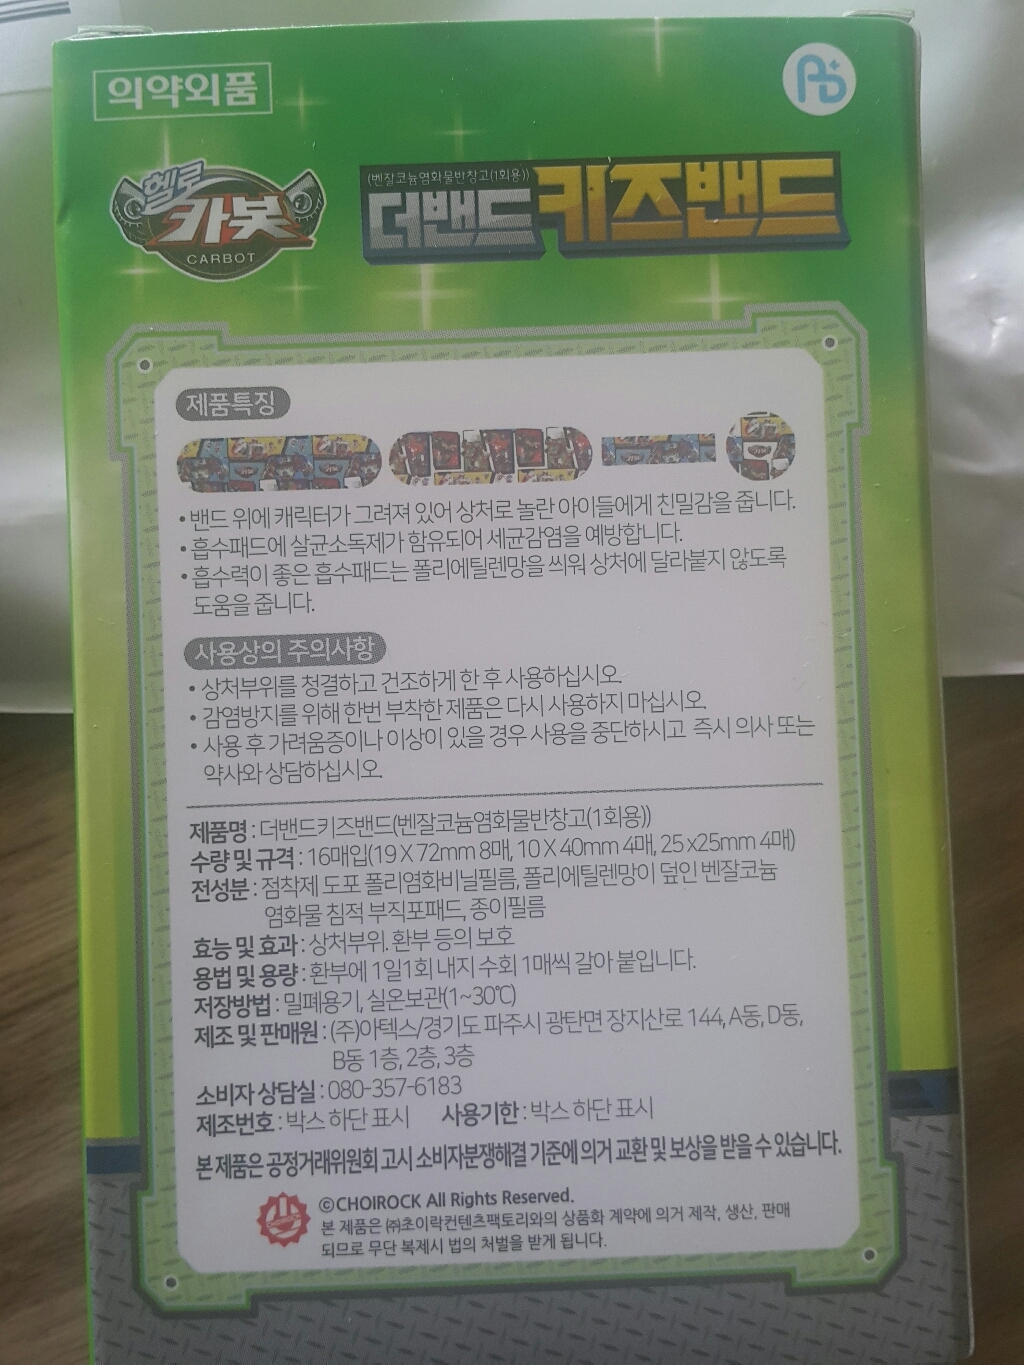 의약외품
헬로
카봇
CARBOT
(벤잘코늄염화물반창고(1회용))
더밴드 키즈밴드
제품특징
• 밴드 위에 캐릭터가 그려져 있어 상처로 놀란 아이들에게 친밀감을 줍니다.
• 흡수패드에 살균소독제가 함유되어 세균감염을 예방합니다.
• 흡수력이 좋은 흡수패드는 폴리에틸렌망을 씌워 상처에 달라붙지 않도록
도움을 줍니다.
사용상의 주의사항
• 상처부위를 청결하고 건조하게 한 후 사용하십시오.
• 감염방지를 위해 한번 부착한 제품은 다시 사용하지 마십시오.
• 사용 후 가려움증이나 이상이 있을 경우 사용을 중단하시고 즉시 의사 또는
약사와 상담하십시오.
제품명 : 더밴드키즈밴드(벤잘코늄염화물반창고(1회용))
수량 및 규격 : 16매입(19 X 72mm 8매, 10 X 40mm 4매, 25 x25mm 4매)
전성분 : 점착제 도포 폴리염화비닐필름, 폴리에틸렌망이 덮인 벤잘코늄
염화물 침적 부직포패드, 종이필름
효능 및 효과 : 상처부위. 환부 등의 보호
용법 및 용량 : 환부에 1일1회 내지 수회 1매씩 갈아 붙입니다.
저장방법 : 밀폐용기, 실온보관(1~30℃)
제조 및 판매원 : (주)아텍스/경기도 파주시 광탄면 장지산로 144, A동, D동,
B동 1층, 2층, 3층
소비자 상담실 : 080-357-6183
제조번호 : 박스 하단 표시 사용기한 : 박스 하단 표시
본 제품은 공정거래위원회 고시 소비자분쟁해결 기준에 의거 교환 및 보상을 받을 수 있습니다.
©CHOIROCK All Rights Reserved.
본 제품은 ㈜초이락컨텐츠팩토리와의 상품화 계약에 의거 제작, 생산, 판매
되므로 무단 복제시 법의 처벌을 받게 됩니다.